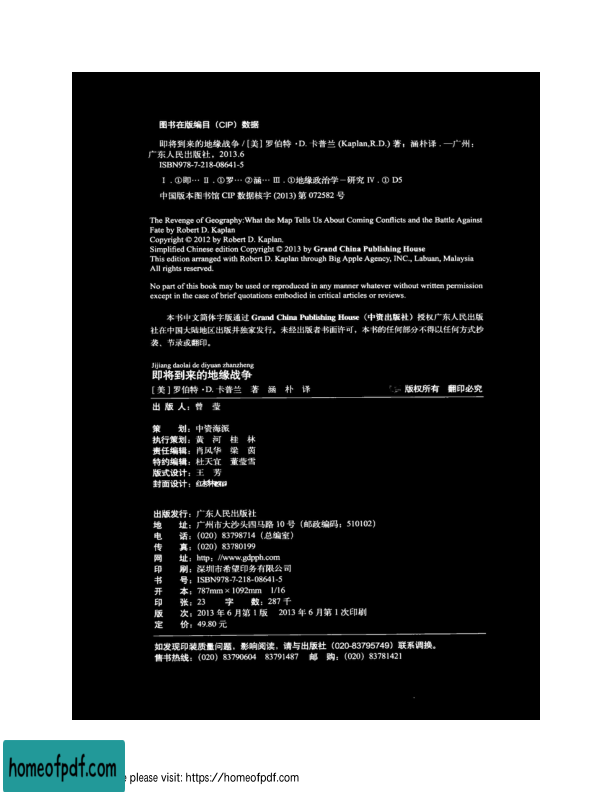 图书在版编目（CIP）数据
即将到来的地缘战争 / [美] 罗伯特·D. 卡普兰 (Kaplan,R.D.) 著；涵朴译 . —广州：
广东人民出版社，2013.6
ISBN978-7-218-08641-5
Ⅰ . ①即… Ⅱ . ①罗… ②涵… Ⅲ . ①地缘政治学－研究 Ⅳ . ① D5
中国版本图书馆 CIP 数据核字 (2013) 第 072582 号
The Revenge of Geography:What the Map Tells Us About Coming Conflicts and the Battle Against
Fate by Robert D. Kaplan
Copyright © 2012 by Robert D. Kaplan.
Simplified Chinese edition Copyright © 2013 by Grand China Publishing House
This edition arranged with Robert D. Kaplan through Big Apple Agency, INC., Labuan, Malaysia
All rights reserved.
No part of this book may be used or reproduced in any manner whatever without written permission
except in the case of brief quotations embodied in critical articles or reviews.
本书中文简体字版通过 Grand China Publishing House（中资出版社）授权广东人民出版
社在中国大陆地区出版并独家发行。未经出版者书面许可，本书的任何部分不得以任何方式抄
袭、节录或翻印。
Jijiang daolai de diyuan zhanzheng
即将到来的地缘战争
[ 美 ] 罗伯特·D. 卡普兰 著 涵 朴 译 版权所有 翻印必究
出 版 人：曾 莹
策 划：中资海派
执行策划：黄 河 桂 林
责任编辑：肖风华 梁 茵
特约编辑：杜天宜 董莹雪
版式设计：王 芳
封面设计：
出版发行：广东人民出版社
地 址：广州市大沙头四马路 10 号（邮政编码：510102）
电 话：（020）83798714（总编室）
传 真：（020）83780199
网 址：http：//www.gdpph.com
印 刷：深圳市希望印务有限公司
书 号：ISBN978-7-218-08641-5
开 本：787mm × 1092mm 1/16
印 张：23 字 数：287 千
版 次：2013 年 6 月第 1 版 2013 年 6 月第 1 次印刷
定 价：49.80 元
如发现印装质量问题，影响阅读，请与出版社（020-83795749）联系调换。
售书热线：（020）83790604 83791487 邮 购：（020）83781421
homeofpdf.com
please visit: https://homeofpdf.com